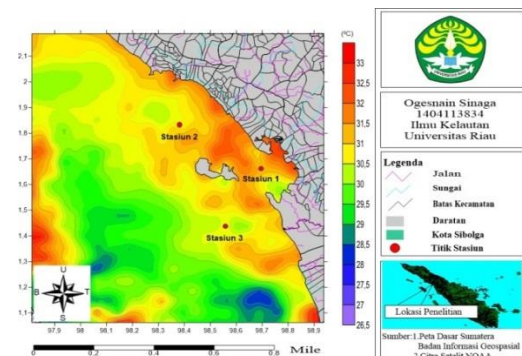 (°C)
2,1
2
1,9
1,8
1,7
1,6
1,5
1,4
1,3
1,2
1,1
97,9
98
98,1
98,2
98,3
98,4
98,5
98,6
98,7
98,8
98,9
Stasiun 2
Stasiun 1
Stasiun 3
U
B
T
S
33
32,5
32
31,5
31
30,5
30
29,5
29
28,5
28
27,5
27
26,5
0
0.2
0.4
0.6
0.8
Mile
Ogesnain Sinaga
1404113834
Ilmu Kelautan
Universitas Riau
Legenda
Jalan
Sungai
Batas Kecamatan
Daratan
Kota Sibolga
Titik Stasiun
Lokasi Penelitian
Sumber:1.Peta Dasar Sumatera
Badan Informasi Geospasial
2.Citra Satelit NOAA